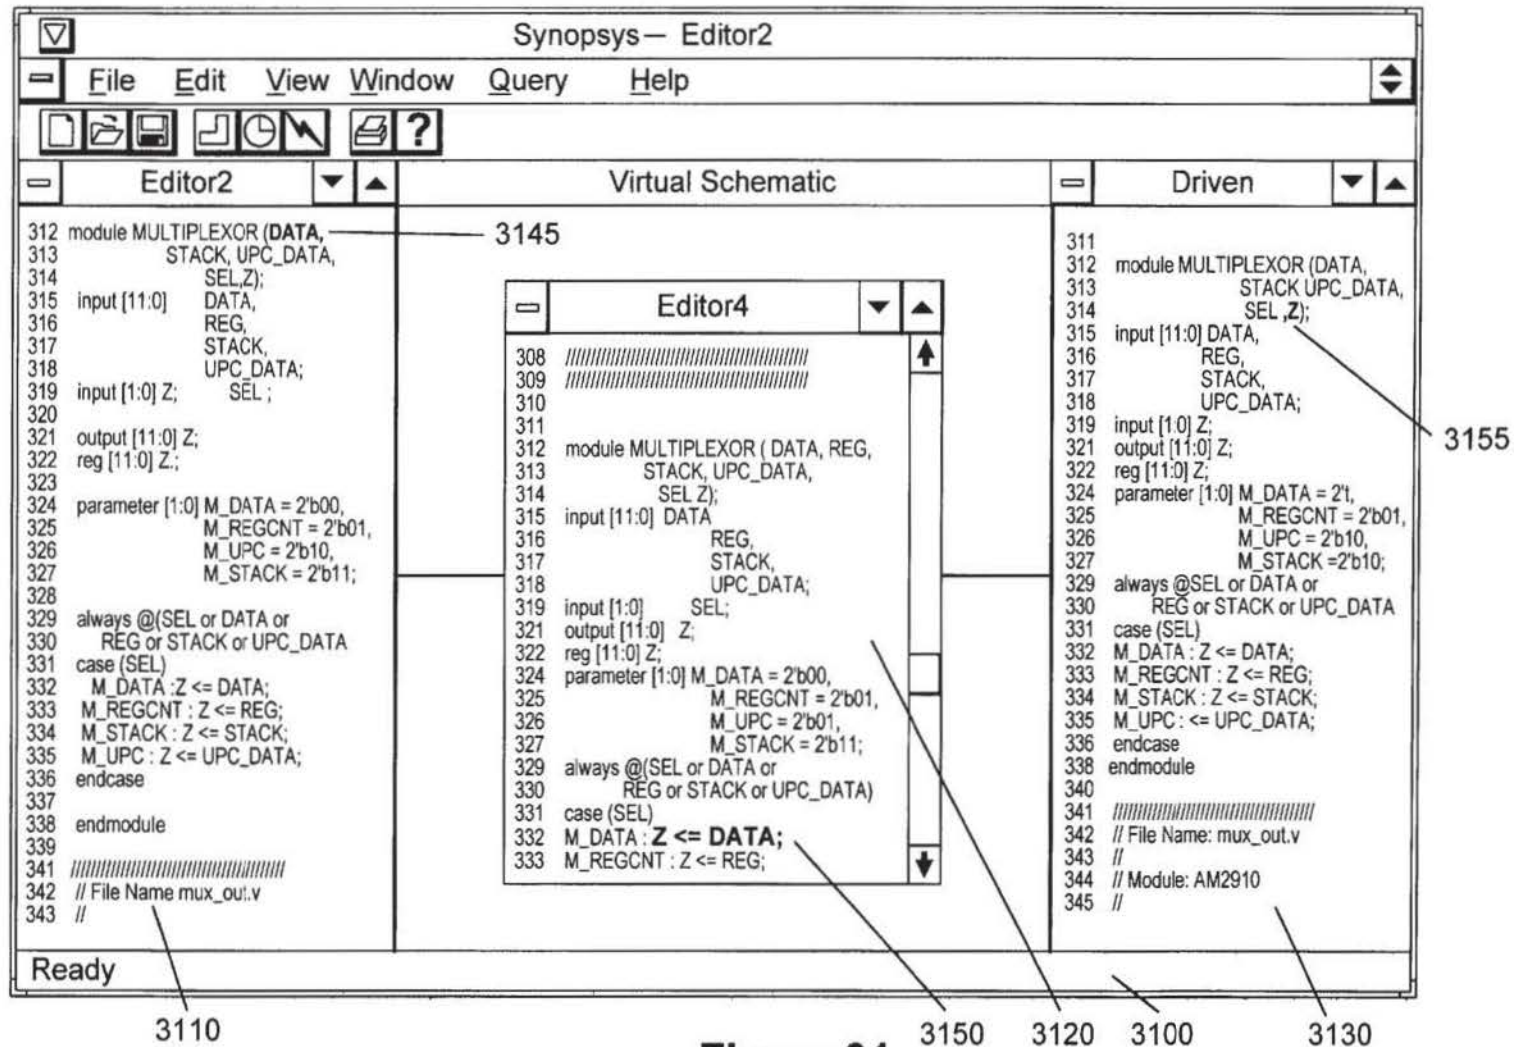 Synopsys— Editor2
File Edit View Window Query Help
?
Editor2
312 module MULTIPLEXOR (DATA,
313 STACK, UPC_DATA,
314 SEL,Z);
315 input [11:0] DATA,
316 REG,
317 STACK,
318 UPC_DATA;
319 input [1:0] Z; SEL ;
320
321 output [11:0] Z;
322 reg [11:0] Z.;
323
324 parameter [1:0] M_DATA = 2'b00,
325 M_REGCNT = 2'b01,
326 M_UPC = 2'b10,
327 M_STACK = 2'b11;
328
329 always @(SEL or DATA or
330 REG or STACK or UPC_DATA
331 case (SEL)
332 M_DATA :Z <= DATA;
333 M_REGCNT : Z <= REG;
334 M_STACK : Z <= STACK;
335 M_UPC : Z <= UPC_DATA;
336 endcase
337
338 endmodule
339
341 ////////////////////////////////////////////
342 // File Name mux_out.v
343 //
3145
Virtual Schematic
Editor4
308 //////////////////////////////////////////////////
309 //////////////////////////////////////////////////
310
311
312 module MULTIPLEXOR ( DATA, REG,
313 STACK, UPC_DATA,
314 SEL Z);
315 input [11:0] DATA
316 REG,
317 STACK,
318 UPC_DATA;
319 input [1:0] SEL;
321 output [11:0] Z;
322 reg [11:0] Z;
324 parameter [1:0] M_DATA = 2'b00,
325 M_REGCNT = 2'b01,
326 M_UPC = 2'b01,
327 M_STACK = 2'b11;
329 always @(SEL or DATA or
330 REG or STACK or UPC_DATA)
331 case (SEL)
332 M_DATA : Z <= DATA;
333 M_REGCNT : Z <= REG;
Driven
311
312 module MULTIPLEXOR (DATA,
313 STACK UPC_DATA,
314 SEL ,Z);
315 input [11:0] DATA,
316 REG,
317 STACK,
318 UPC_DATA;
319 input [1:0] Z;
321 output [11:0] Z;
322 reg [11:0] Z;
324 parameter [1:0] M_DATA = 2't,
325 M_REGCNT = 2'b01,
326 M_UPC = 2'b10,
327 M_STACK =2'b10;
329 always @SEL or DATA or
330 REG or STACK or UPC_DATA
331 case (SEL)
332 M_DATA : Z <= DATA;
333 M_REGCNT : Z <= REG;
334 M_STACK : Z <= STACK;
335 M_UPC : <= UPC_DATA;
336 endcase
338 endmodule
340
341 //////////////////////////////////////////
342 // File Name: mux_out.v
343 //
344 // Module: AM2910
345 //
3155
Ready
3110
3150
3120
3100
3130